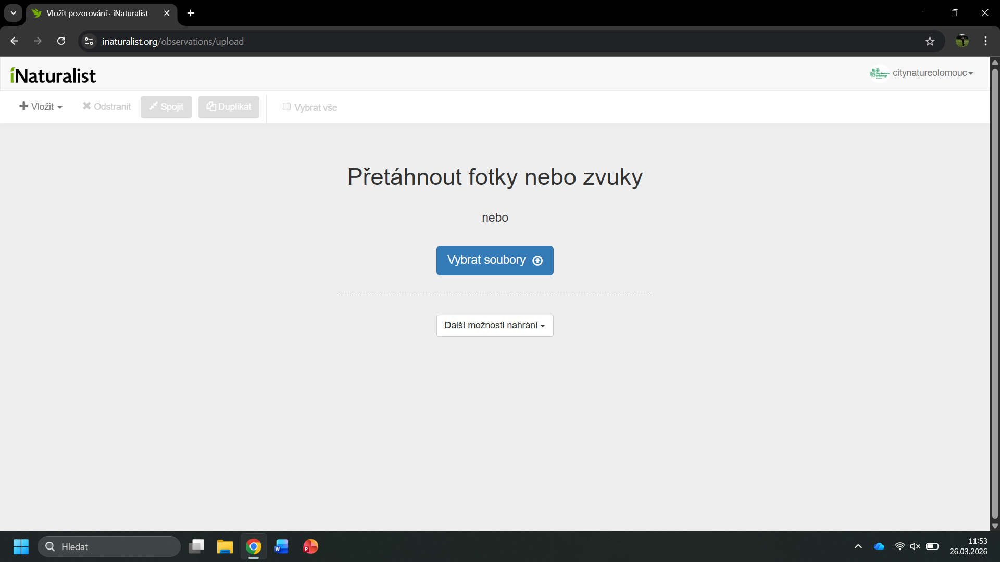 Vložit pozorování · iNaturalist
inaturalist.org/observations/upload
iNaturalist
citynatureolomouc
Vložit Odstranit Spojit Duplikát Vybrat vše
Přetáhnout fotky nebo zvuky
nebo
Vybrat soubory
Další možnosti nahrání
Hledat
11:53
26.03.2026